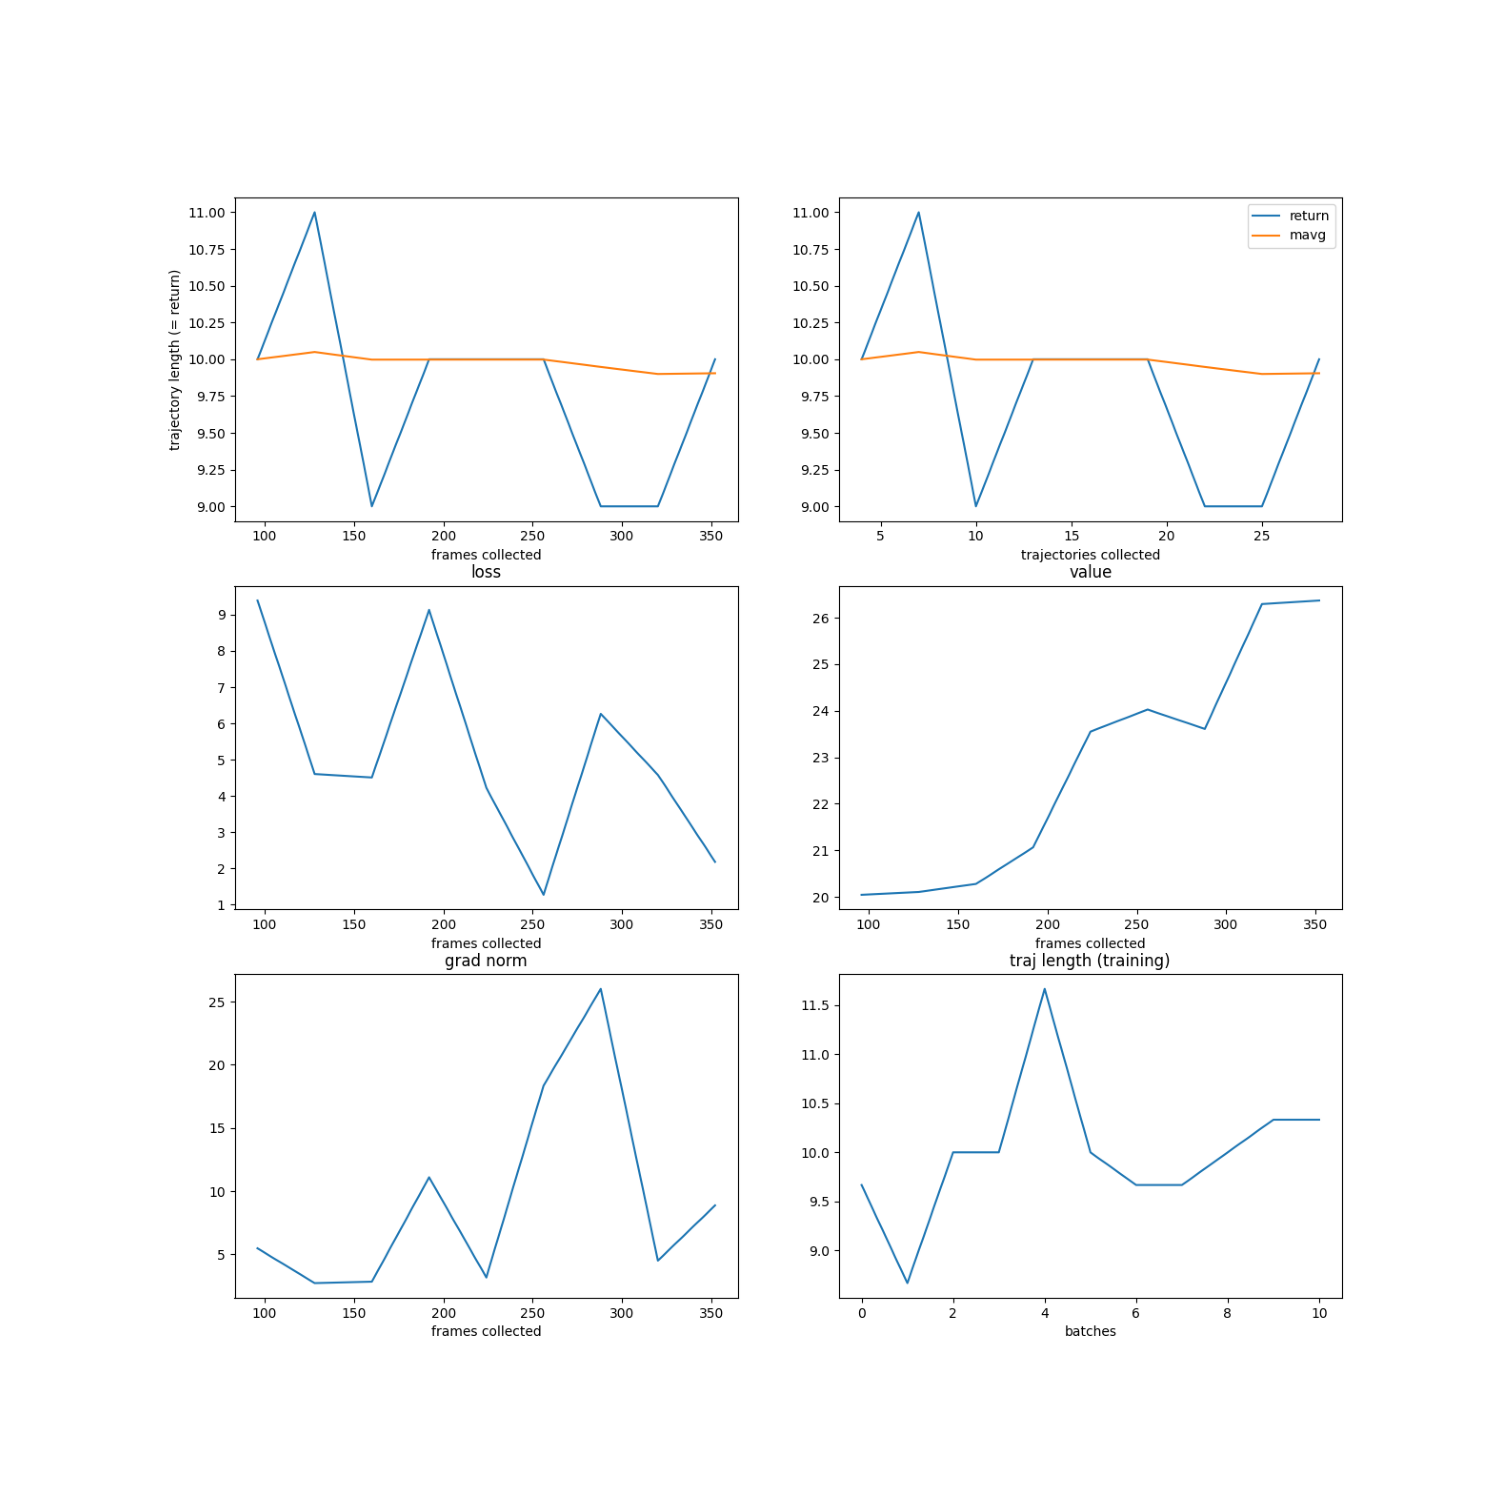 11.00
10.75
10.50
10.25
10.00
9.75
9.50
9.25
9.00
trajectory length (= return)
100 150 200 250 300 350
frames collected
11.00
10.75
10.50
10.25
10.00
9.75
9.50
9.25
9.00
return
mavg
5 10 15 20 25
trajectories collected
loss
9
8
7
6
5
4
3
2
1
100 150 200 250 300 350
frames collected
value
26
25
24
23
22
21
20
100 150 200 250 300 350
frames collected
grad norm
25
20
15
10
5
100 150 200 250 300 350
frames collected
traj length (training)
11.5
11.0
10.5
10.0
9.5
9.0
0 2 4 6 8 10
batches